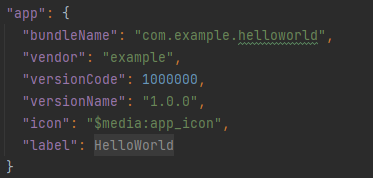 "app": {
"bundleName": "com.example.helloworld",
"vendor": "example",
"versionCode": 1000000,
"versionName": "1.0.0",
"icon": "$media:app_icon",
"label": HelloWorld
}